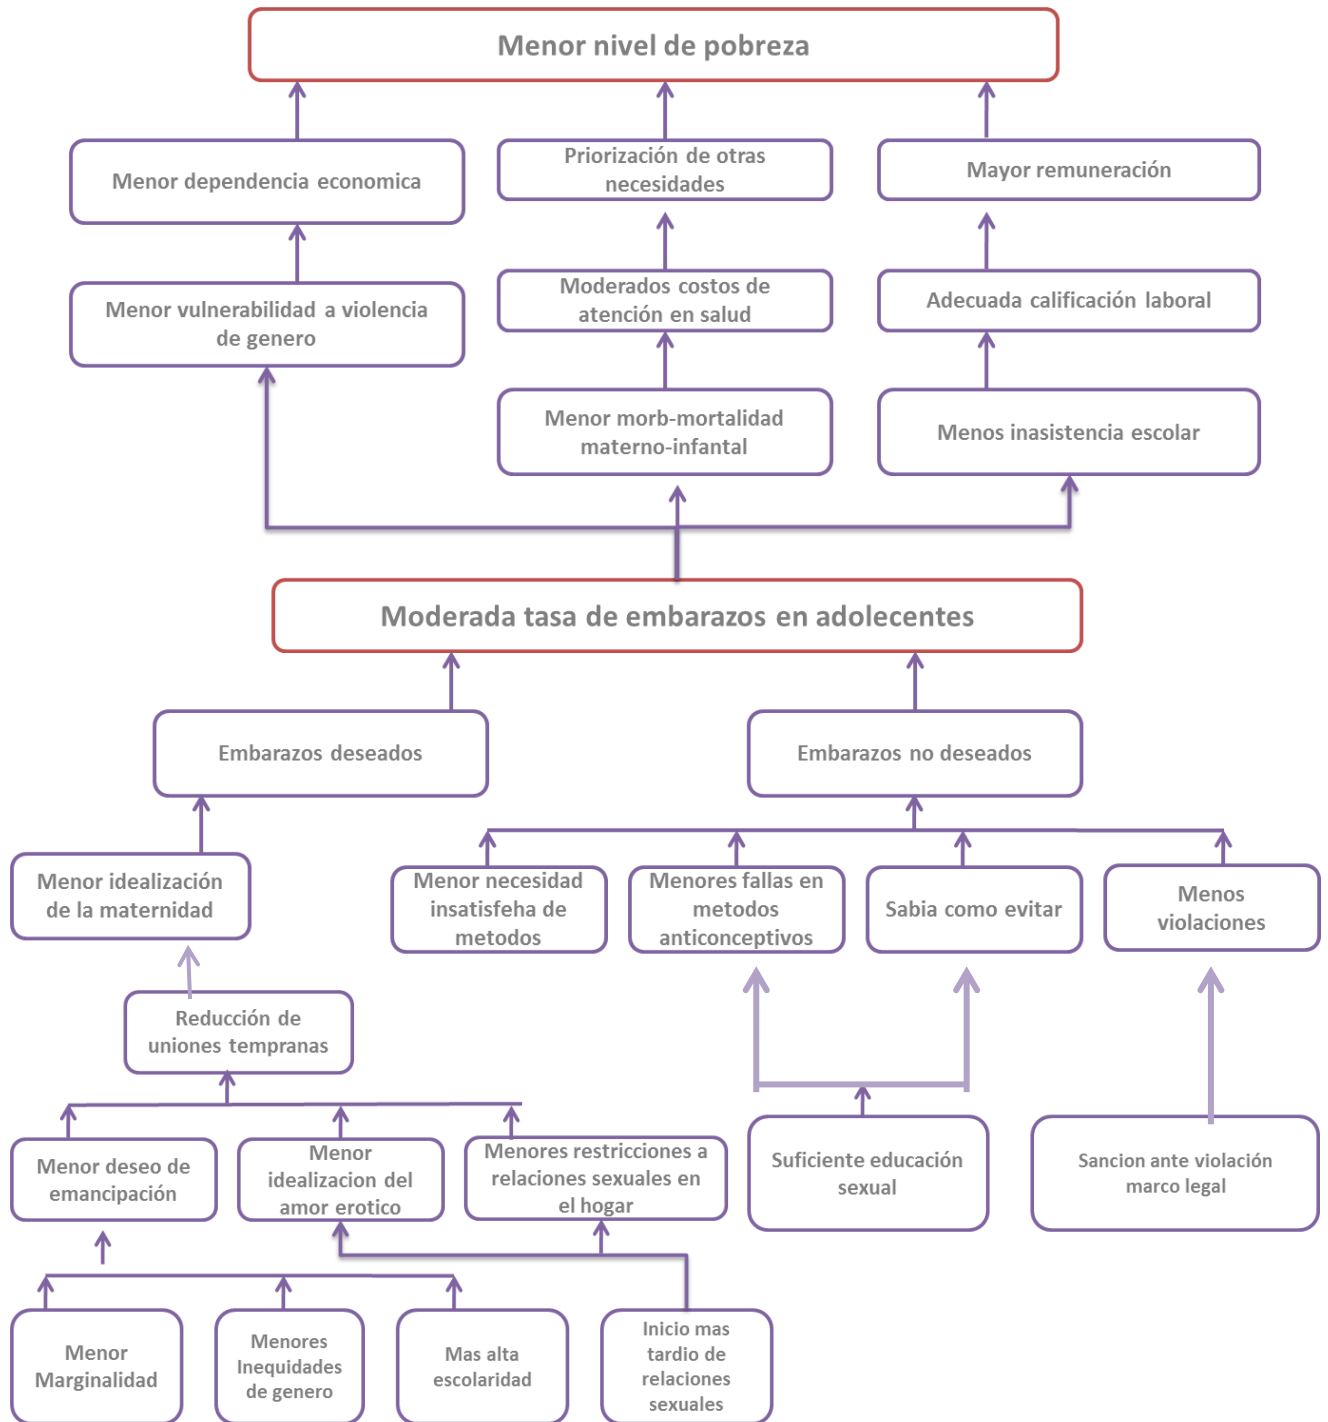 Menor nivel de pobreza
Menor dependencia economica
Priorización de otras
necesidades
Mayor remuneración
Menor vulnerabilidad a violencia
de genero
Moderados costos de
atención en salud
Adecuada calificación laboral
Menor morb-mortalidad
materno-infantal
Menos inasistencia escolar
Moderada tasa de embarazos en adolecentes
Embarazos deseados
Embarazos no deseados
Menor idealización
de la maternidad
Menor necesidad
insatisfeha de
metodos
Menores fallas en
metodos
anticonceptivos
Sabia como evitar
Menos
violaciones
Reducción de
uniones tempranas
Menor deseo de
emancipación
Menor
idealizacion del
amor erotico
Menores restricciones a
relaciones sexuales en
el hogar
Suficiente educación
sexual
Sancion ante violación
marco legal
Menor
Marginalidad
Menores
Inequidades
de genero
Mas alta
escolaridad
Inicio mas
tardio de
relaciones
sexuales